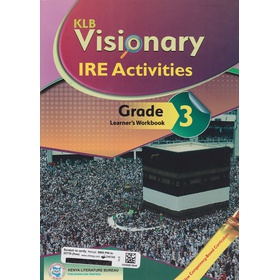 KLB
Visionary
IRE Activities
Grade 3
Learner's Workbook
KENYA LITERATURE BUREAU